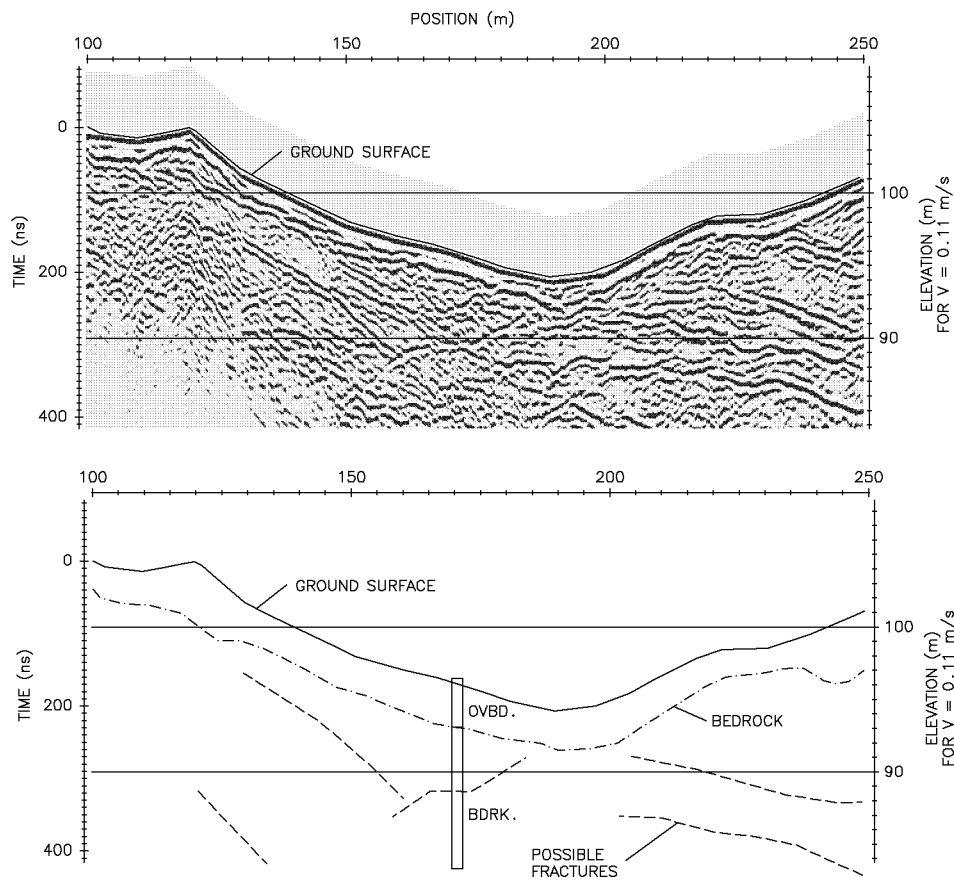 POSITION (m)
100 150 200 250
0
GROUND SURFACE
100
200
90
400
TIME (ns)
ELEVATION (m)
FOR V = 0.11 m/s
100 150 200 250
0
GROUND SURFACE
100
200
OVBD.
BEDROCK
90
BDRK.
400
POSSIBLE
FRACTURES
TIME (ns)
ELEVATION (m)
FOR V = 0.11 m/s